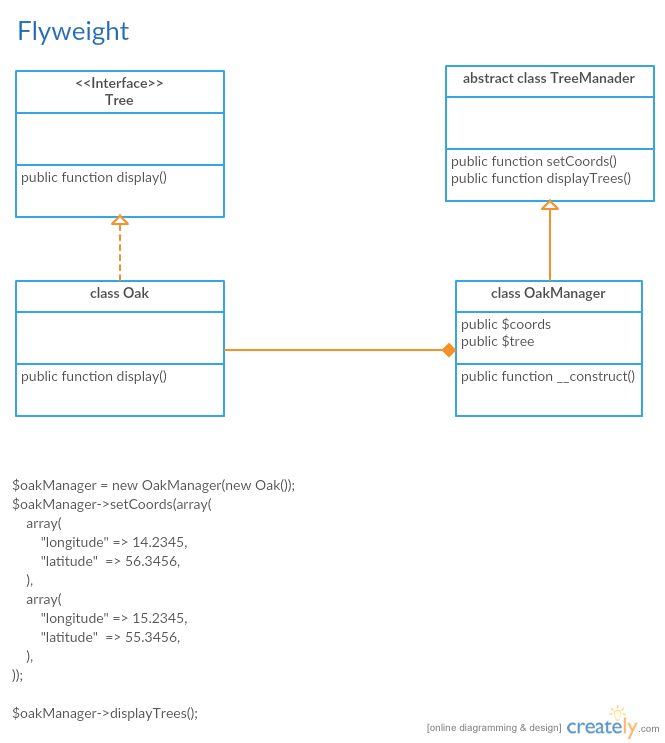 Flyweight
<<Interface>>
Tree
public function display()
abstract class TreeManader
public function setCoords()
public function displayTrees()
class Oak
public function display()
class OakManager
public $coords
public $tree
public function __construct()
$oakManager = new OakManager(new Oak());
$oakManager->setCoords(array(
array(
"longitude" => 14.2345,
"latitude" => 56.3456,
),
array(
"longitude" => 15.2345,
"latitude" => 55.3456,
),
));
$oakManager->displayTrees();
[online diagramming & design] creately.com